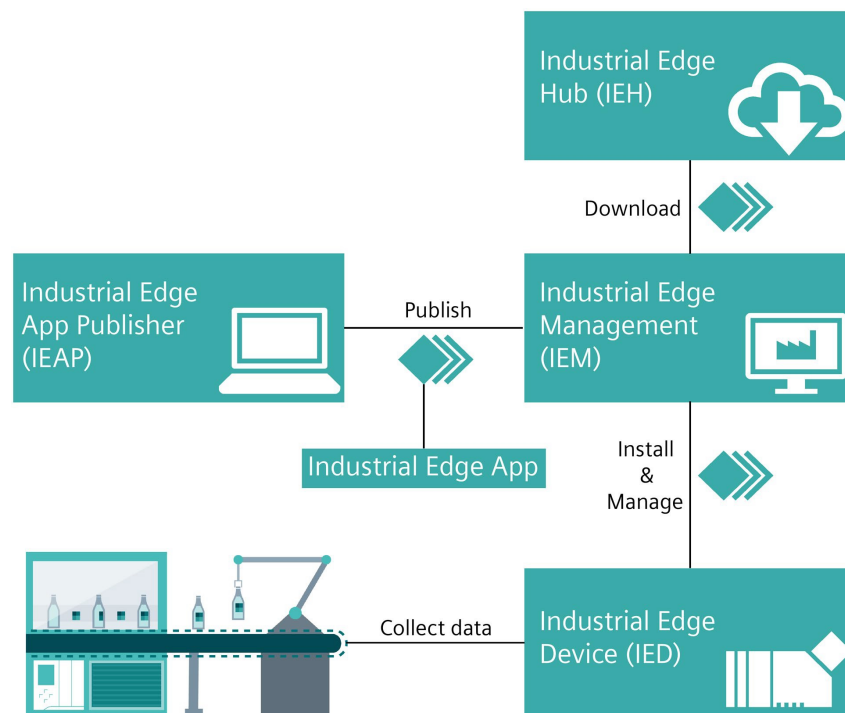 Industrial Edge
Hub (IEH)
Download
Industrial Edge
App Publisher
(IEAP)
Publish
Industrial Edge
Management
(IEM)
Industrial Edge App
Install
&
Manage
Collect data
Industrial Edge
Device (IED)